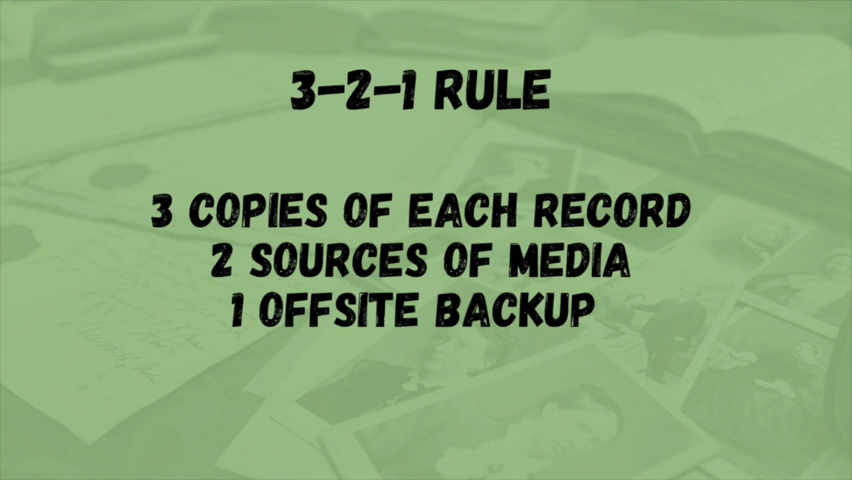 3-2-1 RULE
3 COPIES OF EACH RECORD
2 SOURCES OF MEDIA
1 OFFSITE BACKUP